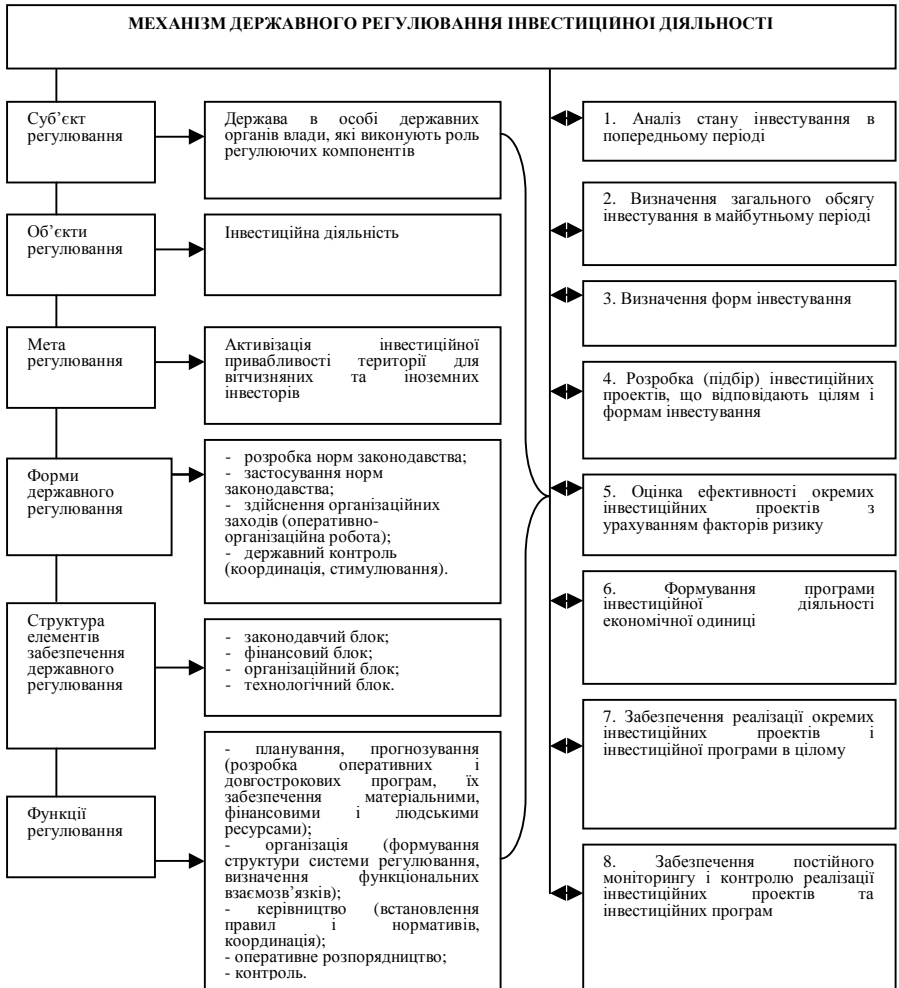 МЕХАНІЗМ ДЕРЖАВНОГО РЕГУЛЮВАННЯ ІНВЕСТИЦІЙНОЇ ДІЯЛЬНОСТІ
Суб’єкт
регулювання
Держава в особі державних
органів влади, які виконують роль
регулюючих компонентів
Об’єкти
регулювання
Інвестиційна діяльність
Мета
регулювання
Активізація інвестиційної
привабливості території для
вітчизняних та іноземних
інвесторів
Форми
державного
регулювання
- розробка норм законодавства;
- застосування норм
законодавства;
- здійснення організаційних
заходів (оперативно-
організаційна робота);
- державний контроль
(координація, стимулювання).
Структура
елементів
забезпечення
державного
регулювання
- законодавчий блок;
- фінансовий блок;
- організаційний блок;
- технологічний блок.
Функції
регулювання
- планування, прогнозування
(розробка оперативних і
довгострокових програм, їх
забезпечення матеріальними,
фінансовими і людськими
ресурсами);
- організація (формування
структури системи регулювання,
визначення функціональних
взаємозв’язків);
- керівництво (встановлення
правил і нормативів,
координація);
- оперативне розпорядництво;
- контроль.
1. Аналіз стану інвестування в
попередньому періоді
2. Визначення загального обсягу
інвестування в майбутньому періоді
3. Визначення форм інвестування
4. Розробка (підбір) інвестиційних
проектів, що відповідають цілям і
формам інвестування
5. Оцінка ефективності окремих
інвестиційних проектів з
урахуванням факторів ризику
6. Формування програми
інвестиційної діяльності
економічної одиниці
7. Забезпечення реалізації окремих
інвестиційних проектів і
інвестиційної програми в цілому
8. Забезпечення постійного
моніторингу і контролю реалізації
інвестиційних проектів та
інвестиційних програм